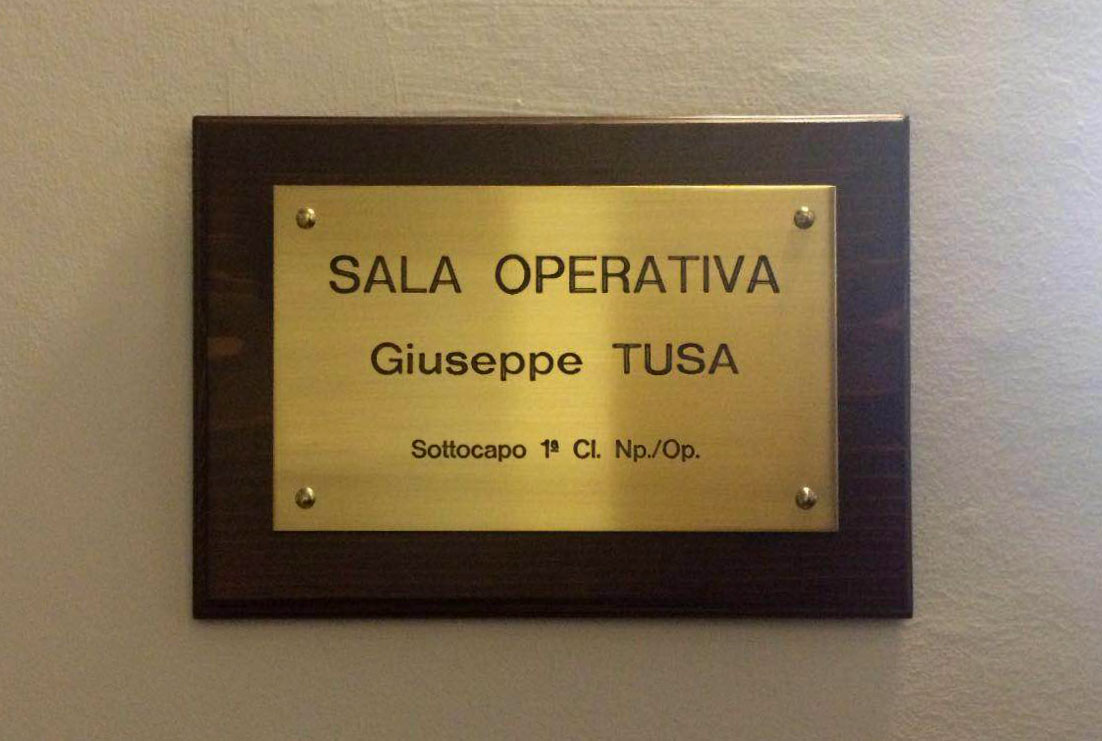 SALA OPERATIVA
Giuseppe TUSA
Sottocapo 1ª Cl. Np./Op.